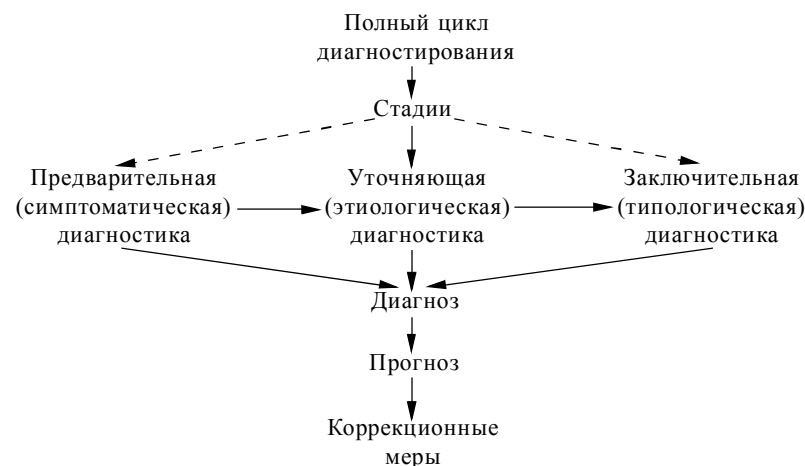 Полный цикл
диагностирования
Стадии
Предварительная
(симптоматическая)
диагностика
Уточняющая
(этиологическая)
диагностика
Заключительная
(типологическая)
диагностика
Диагноз
Прогноз
Коррекционные
меры